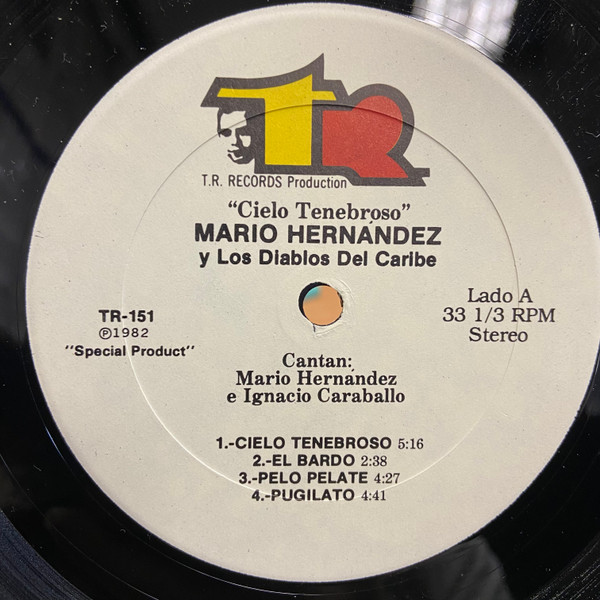 TR
T.R. RECORDS Production
“Cielo Tenebroso”
MARIO HERNÁNDEZ
y Los Diablos Del Caribe
TR-151
℗1982
"Special Product"
Lado A
33 1/3 RPM
Stereo
Cantan:
Mario Hernández
e Ignacio Caraballo
1.-CIELO TENEBROSO 5:16
2.-EL BARDO 2:38
3.-PELO PELATE 4:27
4.-PUGILATO 4:41